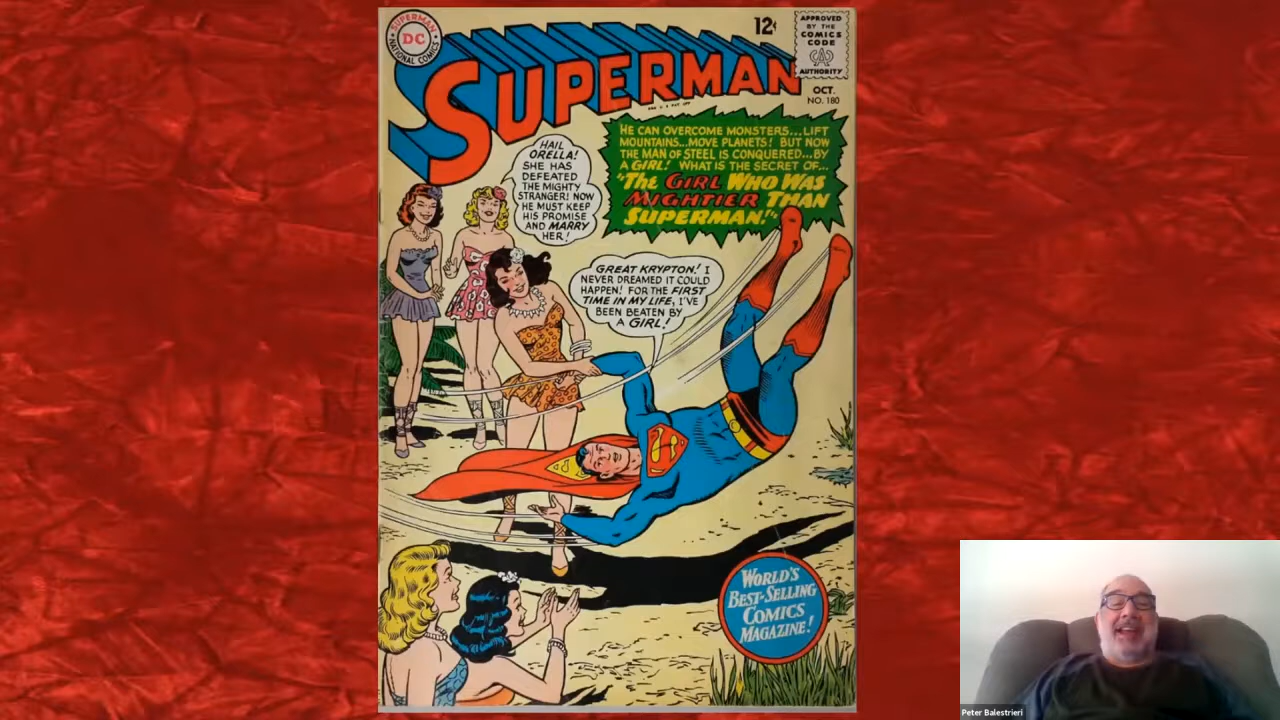 SUPERMAN
DC
NATIONAL COMICS
12¢
APPROVED
BY THE
COMICS
CODE
CA
AUTHORITY
SUPERMAN
OCT.
NO. 180
HE CAN OVERCOME MONSTERS...LIFT
MOUNTAINS...MOVE PLANETS! BUT NOW
THE MAN OF STEEL IS CONQUERED...BY
A GIRL! WHAT IS THE SECRET OF...
"THE GIRL WHO WAS
MIGHTIER THAN
SUPERMAN!"
HAIL
ORELLA!
SHE HAS
DEFEATED
THE MIGHTY
STRANGER! NOW
HE MUST KEEP
HIS PROMISE
AND MARRY
HER!
GREAT KRYPTON! I
NEVER DREAMED IT COULD
HAPPEN! FOR THE FIRST
TIME IN MY LIFE, I'VE
BEEN BEATEN BY
A GIRL!
WORLD'S
BEST-SELLING
COMICS
MAGAZINE!
Peter Balestrieri